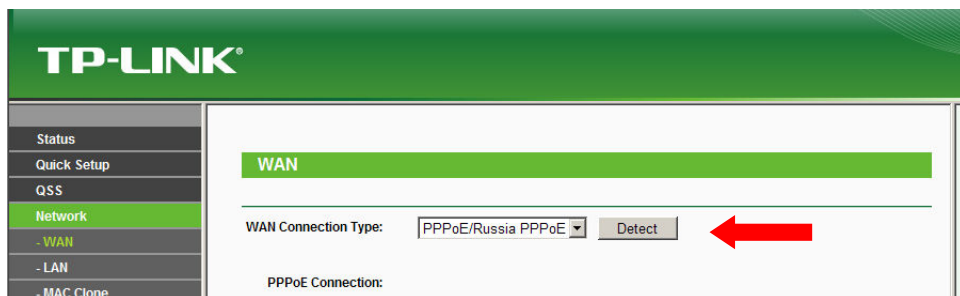 TP-LINK®
Status
Quick Setup
QSS
Network
- WAN
- LAN
- MAC Clone
WAN
WAN Connection Type: PPPoE/Russia PPPoE Detect
PPPoE Connection: